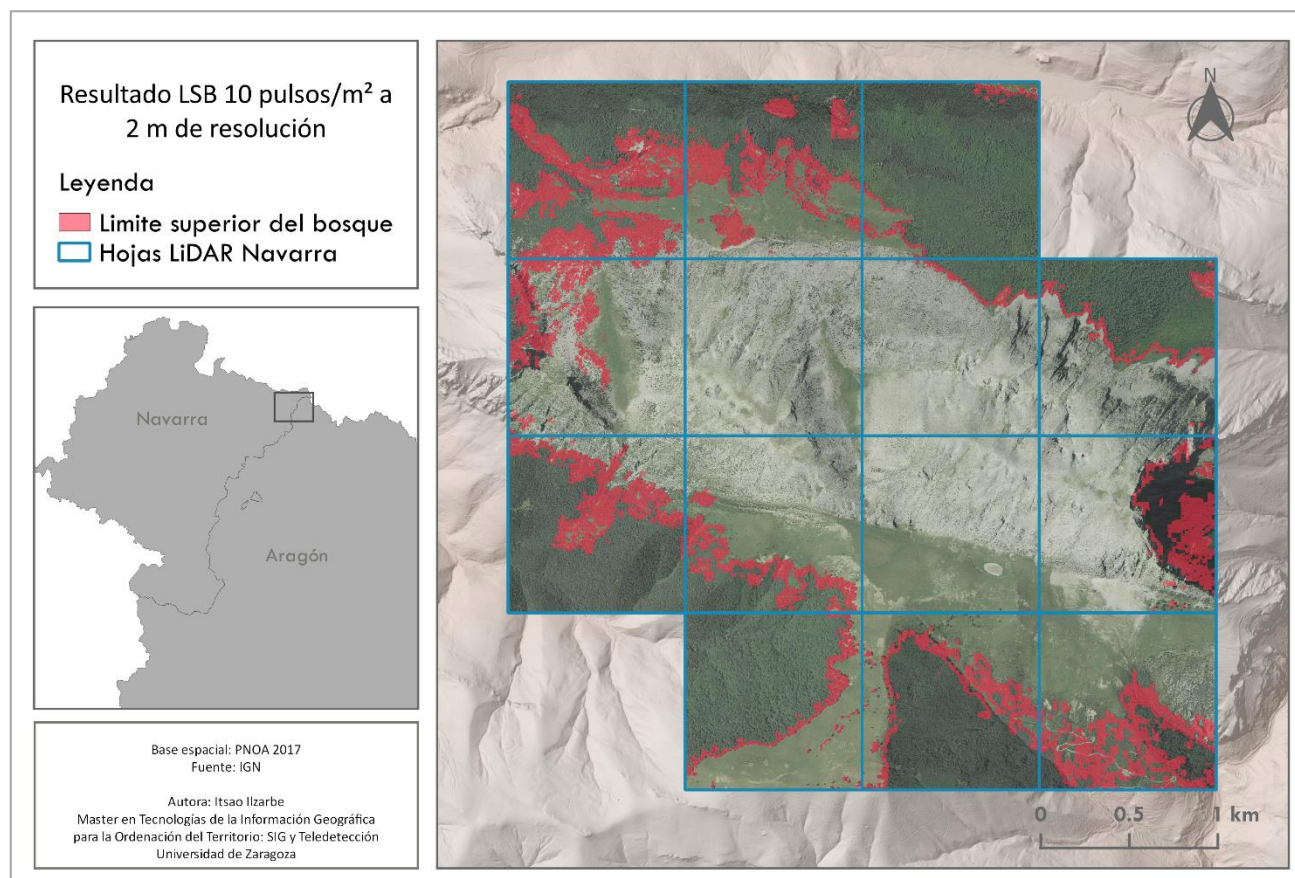 Resultado LSB 10 pulsos/m² a
2 m de resolución
Leyenda
Limite superior del bosque
Hojas LiDAR Navarra
Navarra
Aragón
Base espacial: PNOA 2017
Fuente: IGN
Autora: Itsao Ilzarbe
Master en Tecnologías de la Información Geográfica
para la Ordenación del Territorio: SIG y Teledetección
Universidad de Zaragoza
N
0 0.5 1 km